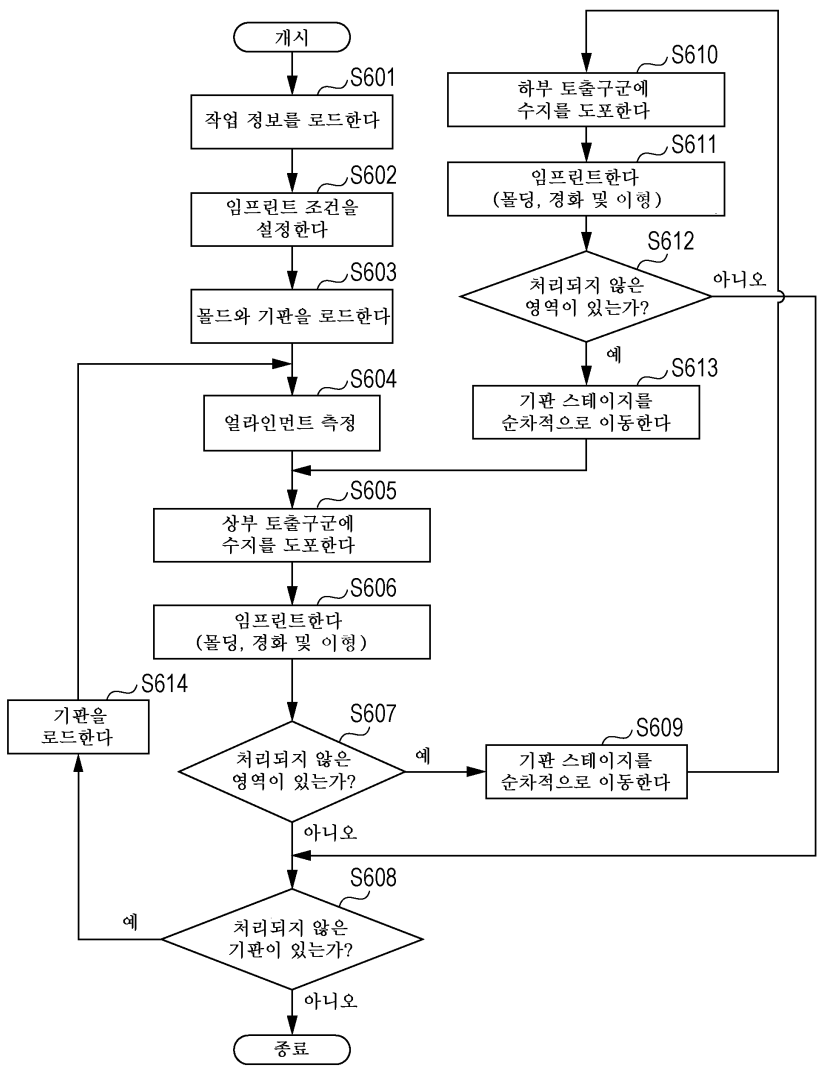 개시
S601
작업 정보를 로드한다
S602
임프린트 조건을
설정한다
S603
몰드와 기판을 로드한다
S604
얼라인먼트 측정
S605
상부 토출구군에
수지를 도포한다
S606
임프린트한다
(몰딩, 경화 및 이형)
S607
처리되지 않은
영역이 있는가?
예
아니오
S608
처리되지 않은
기판이 있는가?
예
아니오
종료
S614
기판을
로드한다
S609
기판 스테이지를
순차적으로 이동한다
S610
하부 토출구군에
수지를 도포한다
S611
임프린트한다
(몰딩, 경화 및 이형)
S612
처리되지 않은
영역이 있는가?
아니오
예
S613
기판 스테이지를
순차적으로 이동한다